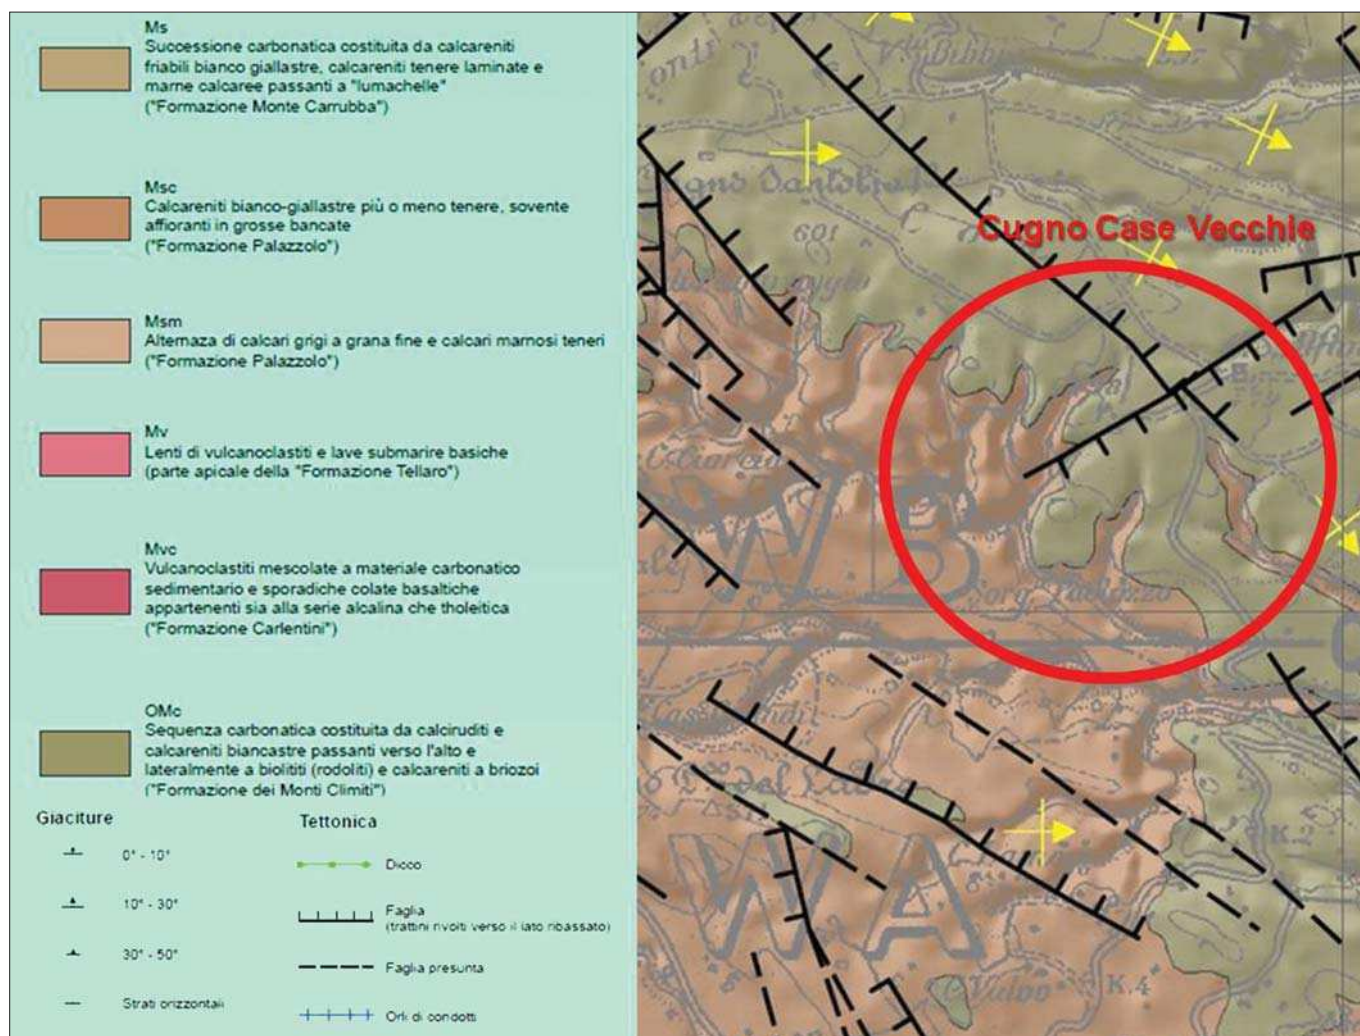 Ms
Successione carbonatica costituita da calcareniti
friabili bianco giallastre, calcareniti tenere laminate e
marne calcaree passanti a "lumachelle"
("Formazione Monte Carrubba")
Msc
Calcareniti bianco-giallastre più o meno tenere, sovente
affioranti in grosse bancate
("Formazione Palazzolo")
Msm
Alternaza di calcari grigi a grana fine e calcari marnosi teneri
("Formazione Palazzolo")
Mv
Lenti di vulcanoclastiti e lave submarire basiche
(parte apicale della "Formazione Tellaro")
Mvc
Vulcanoclastiti mescolate a materiale carbonatico
sedimentario e sporadiche colate basaltiche
appartenenti sia alla serie alcalina che tholeitica
("Formazione Carlentini")
OMc
Sequenza carbonatica costituita da calciruditi e
calcareniti biancastre passanti verso l'alto e
lateralmente a biolititi (rodoliti) e calcareniti a briozoi
("Formazione dei Monti Climiti")
Giaciture
0° - 10°
10° - 30°
30° - 50°
Strati orizzontali
Tettonica
Dicco
Faglia
(trattini rivolti verso il lato ribassato)
Faglia presunta
Orli di condotti
Cugno Case Vecchie
601
W B
W A
K.2
K.4